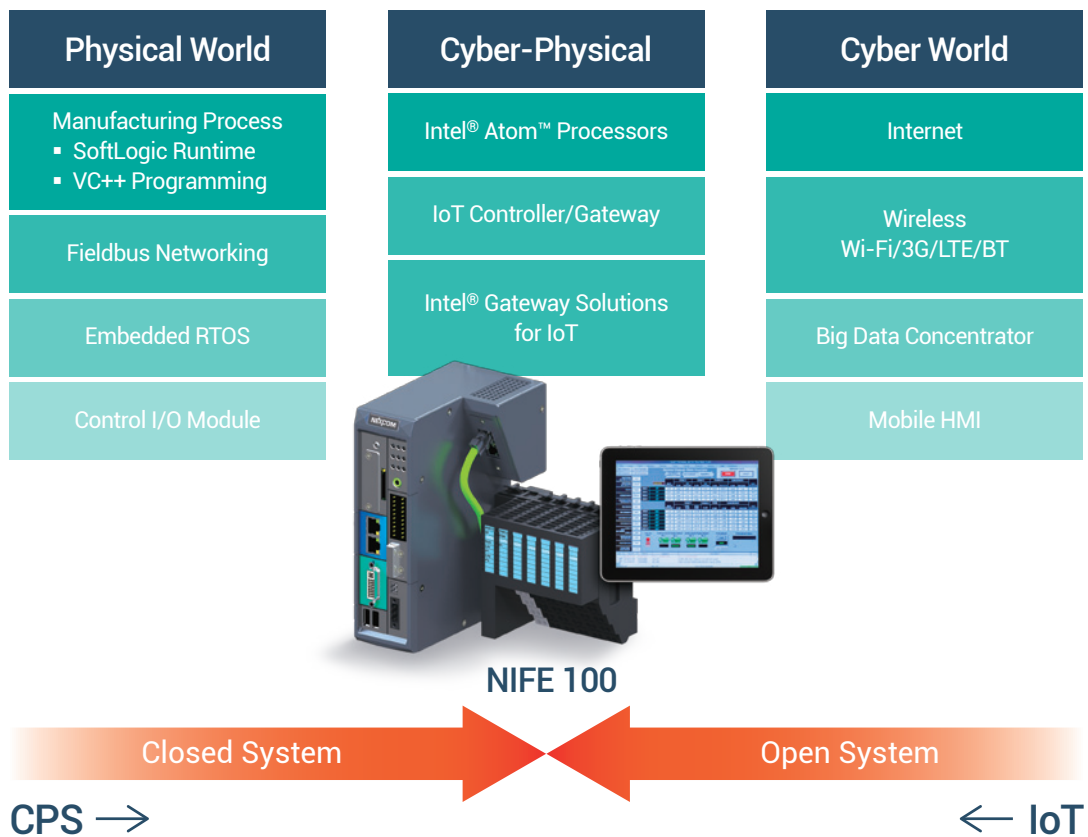 Physical World
Manufacturing Process
▪ SoftLogic Runtime
▪ VC++ Programming
Fieldbus Networking
Embedded RTOS
Control I/O Module
Cyber-Physical
Intel® Atom™ Processors
IoT Controller/Gateway
Intel® Gateway Solutions
for IoT
Cyber World
Internet
Wireless
Wi-Fi/3G/LTE/BT
Big Data Concentrator
Mobile HMI
NEXCOM
NIFE 100
Closed System
Open System
CPS →
← IoT